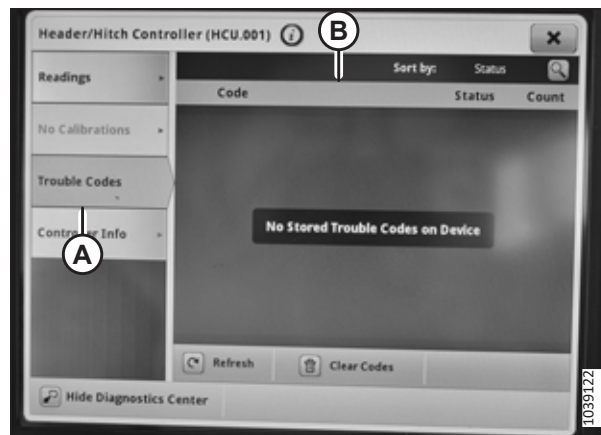 Header/Hitch Controller (HCU.001)
B
Readings
Sort by: Status
Code Status Count
No Calibrations
Trouble Codes
No Stored Trouble Codes on Device
Controller Info
A
Refresh Clear Codes
Hide Diagnostics Center
1039122